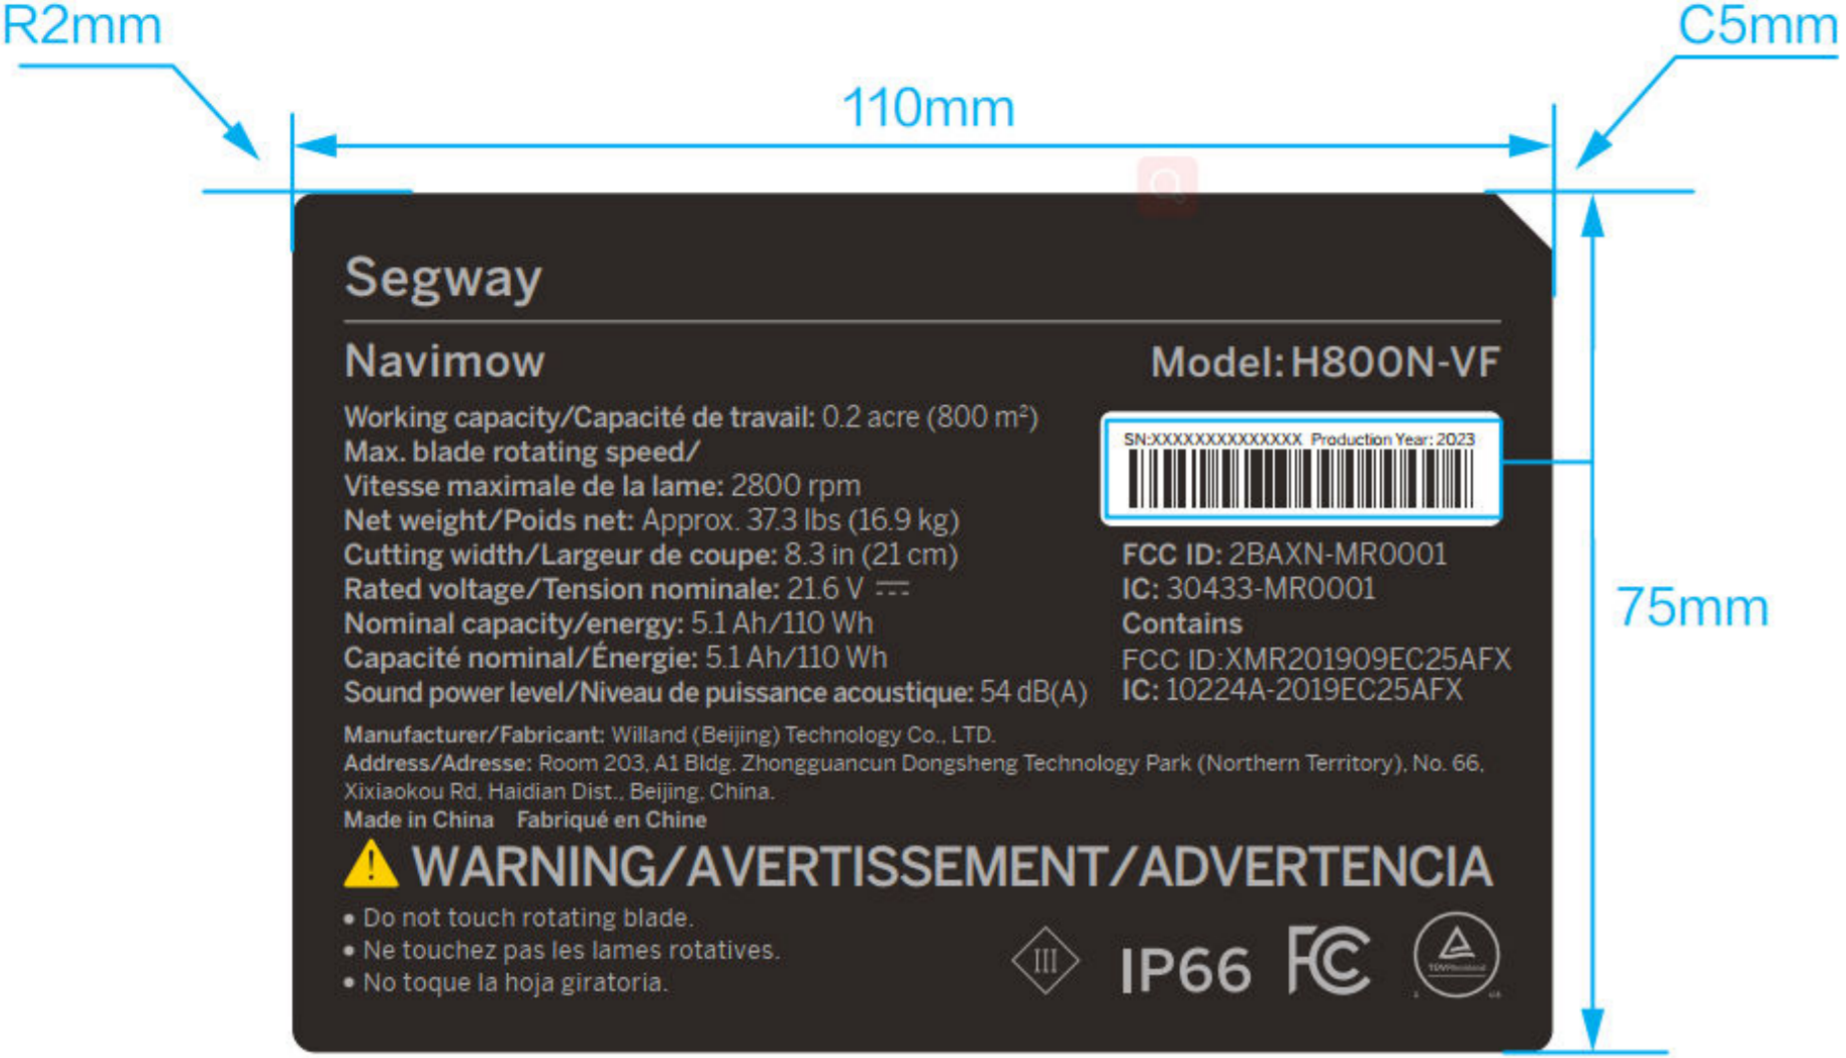 R2mm
C5mm
110mm
Segway
Navimow
Model: H800N-VF
Working capacity/Capacité de travail: 0.2 acre (800 m²)
Max. blade rotating speed/
Vitesse maximale de la lame: 2800 rpm
Net weight/Poids net: Approx. 37.3 lbs (16.9 kg)
Cutting width/Largeur de coupe: 8.3 in (21 cm)
Rated voltage/Tension nominale: 21.6 V ⎓
Nominal capacity/energy: 5.1 Ah/110 Wh
Capacité nominal/Énergie: 5.1 Ah/110 Wh
Sound power level/Niveau de puissance acoustique: 54 dB(A)
SN:XXXXXXXXXXXXXX Production Year: 2023
FCC ID: 2BAXN-MR0001
IC: 30433-MR0001
Contains
FCC ID:XMR201909EC25AFX
IC: 10224A-2019EC25AFX
75mm
Manufacturer/Fabricant: Willand (Beijing) Technology Co., LTD.
Address/Adresse: Room 203, A1 Bldg. Zhongguancun Dongsheng Technology Park (Northern Territory), No. 66,
Xixiaokou Rd, Haidian Dist., Beijing, China.
Made in China Fabriqué en Chine
WARNING/AVERTISSEMENT/ADVERTENCIA
• Do not touch rotating blade.
• Ne touchez pas les lames rotatives.
• No toque la hoja giratoria.
III
IP66
FC
TÜVRheinland